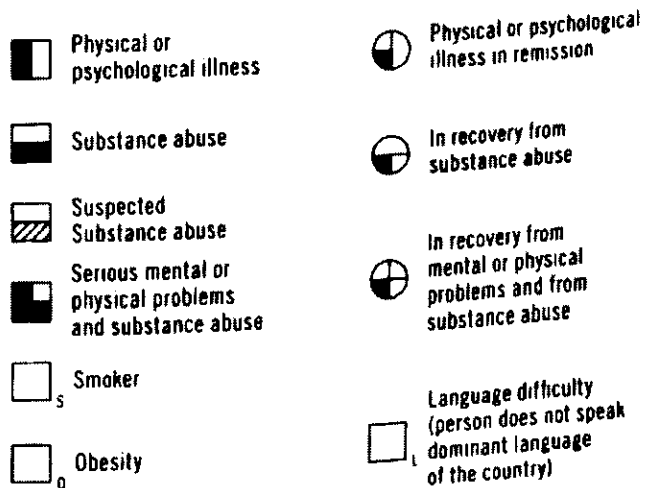 Physical or
psychological illness
Substance abuse
Suspected
Substance abuse
Serious mental or
physical problems
and substance abuse
S
Smoker
O
Obesity
Physical or psychological
illness in remission
In recovery from
substance abuse
In recovery from
mental or physical
problems and from
substance abuse
L
Language difficulty
(person does not speak
dominant language
of the country)